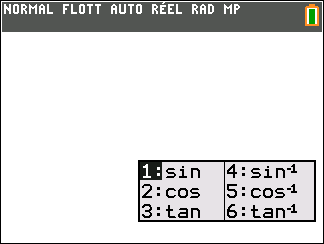 NORMAL FLOTT AUTO RÉEL RAD MP
1:sin 4:sin⁻¹
2:cos 5:cos⁻¹
3:tan 6:tan⁻¹